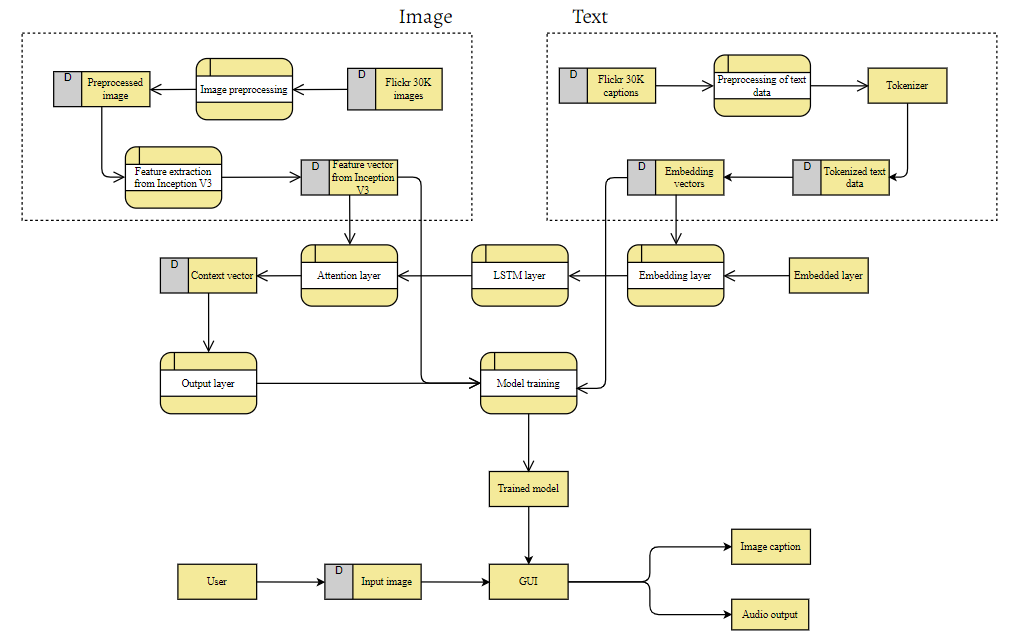 Image
Text
D
Preprocessed
image
Image preprocessing
D
Flickr 30K
images
D
Flickr 30K
captions
Preprocessing of text
data
Tokenizer
Feature extraction
from Inception V3
D
Feature vector
from Inception
V3
D
Embedding
vectors
D
Tokenized text
data
D
Context vector
Attention layer
LSTM layer
Embedding layer
Embedded layer
Output layer
Model training
Trained model
User
D
Input image
GUI
Image caption
Audio output